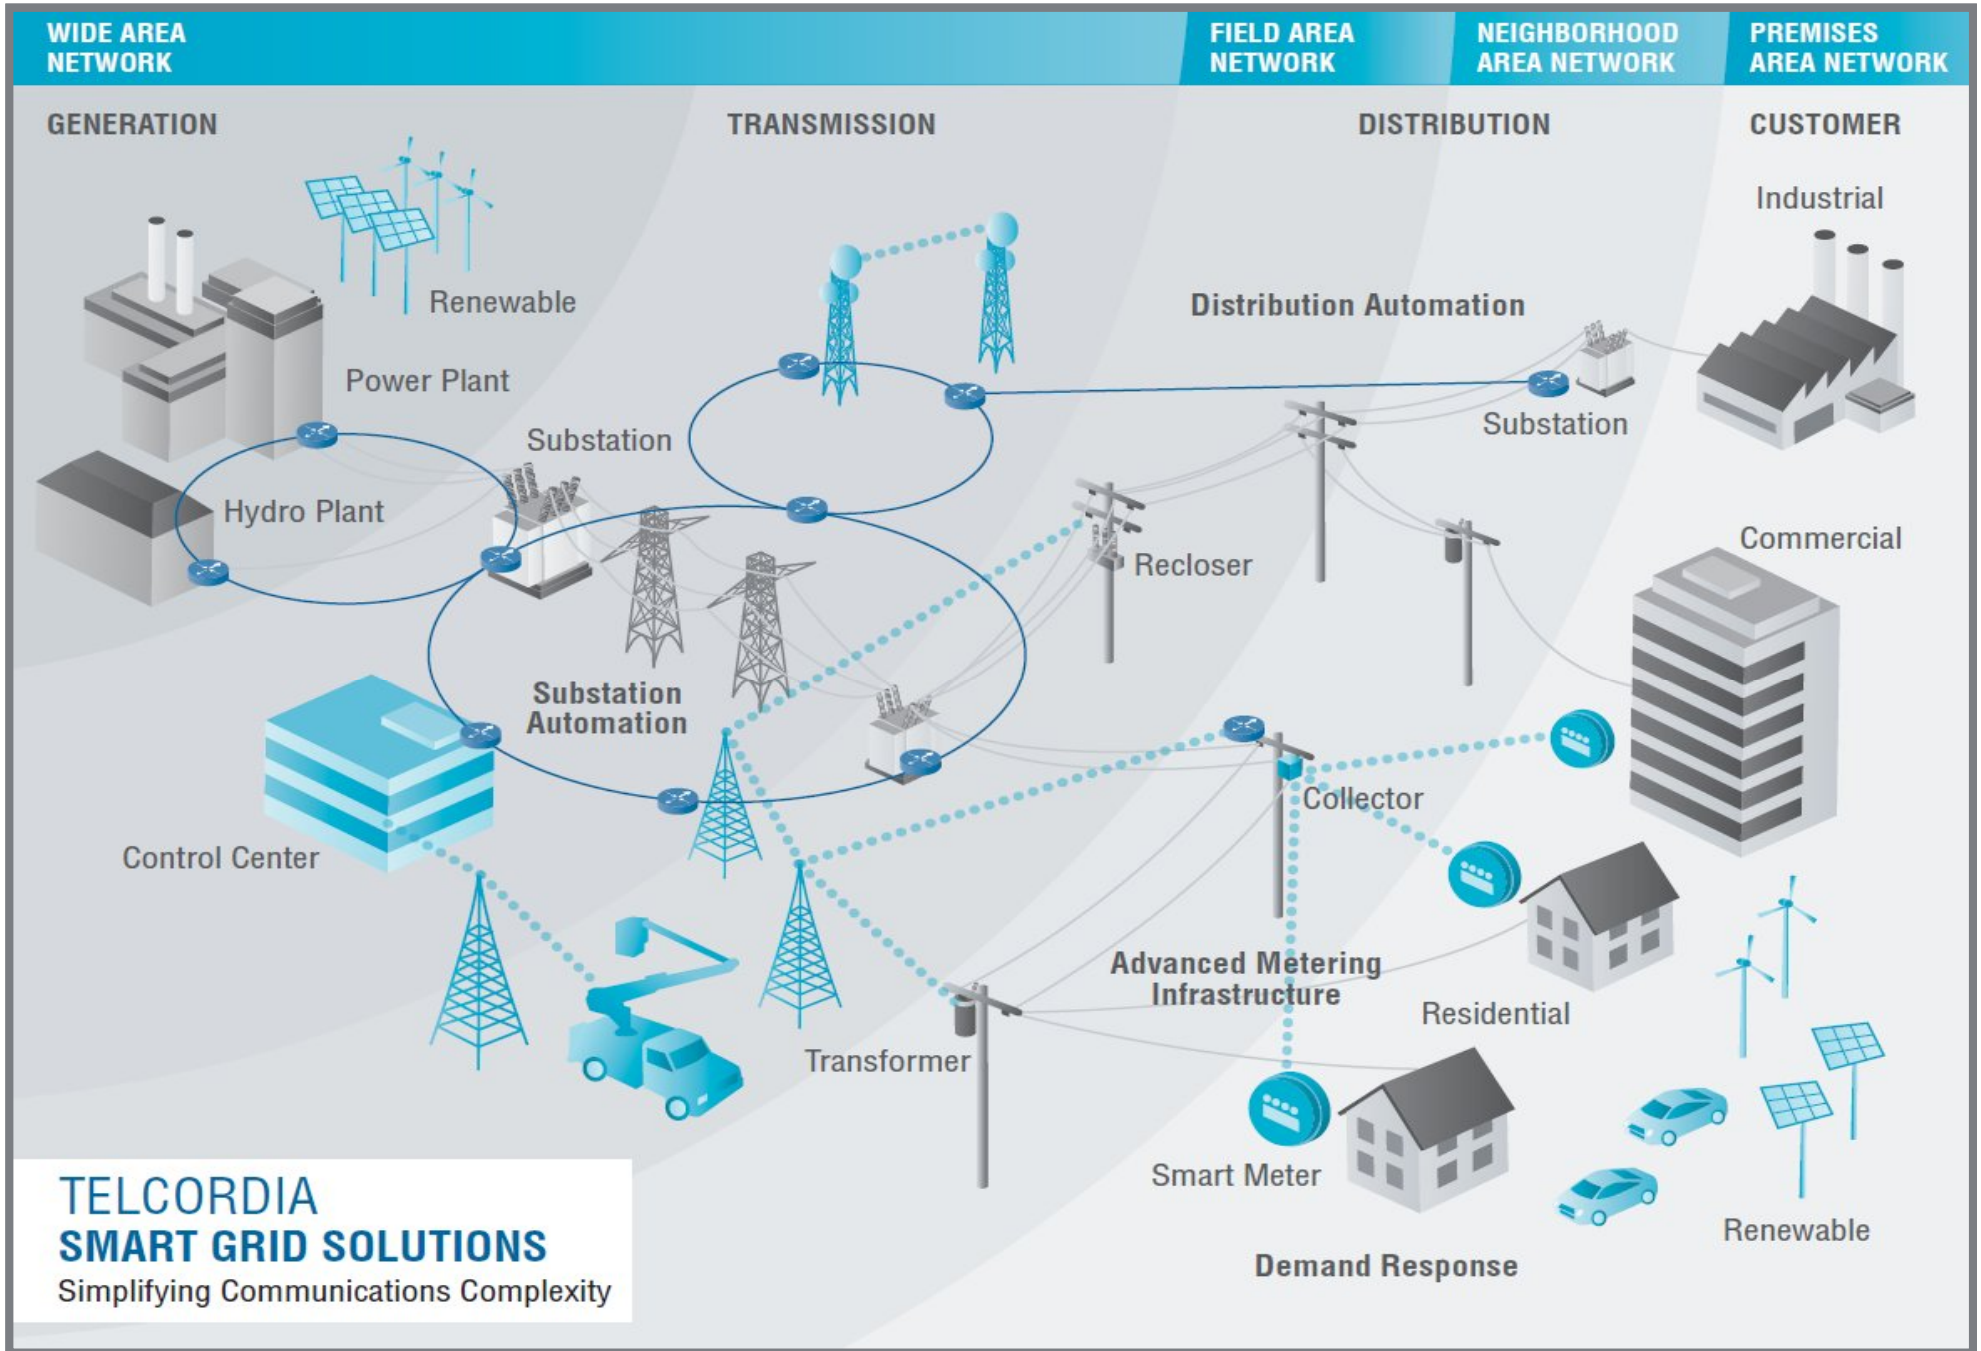 WIDE AREA
NETWORK
FIELD AREA
NETWORK
NEIGHBORHOOD
AREA NETWORK
PREMISES
AREA NETWORK
GENERATION
TRANSMISSION
DISTRIBUTION
CUSTOMER
Industrial
Renewable
Distribution Automation
Power Plant
Substation
Substation
Hydro Plant
Commercial
Recloser
Substation
Automation
Collector
Control Center
Advanced Metering
Infrastructure
Residential
Transformer
Smart Meter
Renewable
Demand Response
TELCORDIA
SMART GRID SOLUTIONS
Simplifying Communications Complexity